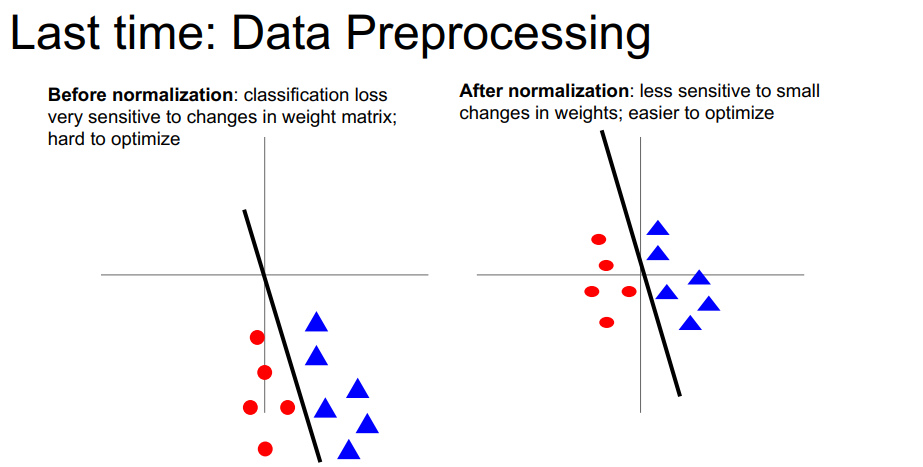 Last time: Data Preprocessing
Before normalization: classification loss
very sensitive to changes in weight matrix;
hard to optimize
After normalization: less sensitive to small
changes in weights; easier to optimize